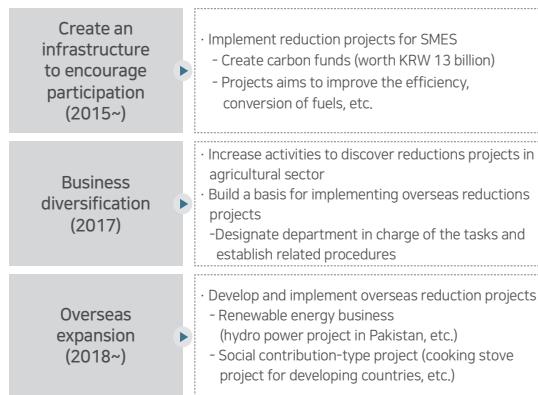 Create an
infrastructure
to encourage
participation
(2015~)
· Implement reduction projects for SMES
- Create carbon funds (worth KRW 13 billion)
- Projects aims to improve the efficiency,
conversion of fuels, etc.
Business
diversification
(2017)
· Increase activities to discover reductions projects in
agricultural sector
· Build a basis for implementing overseas reductions
projects
-Designate department in charge of the tasks and
establish related procedures
Overseas
expansion
(2018~)
· Develop and implement overseas reduction projects
- Renewable energy business
(hydro power project in Pakistan, etc.)
- Social contribution-type project (cooking stove
project for developing countries, etc.)